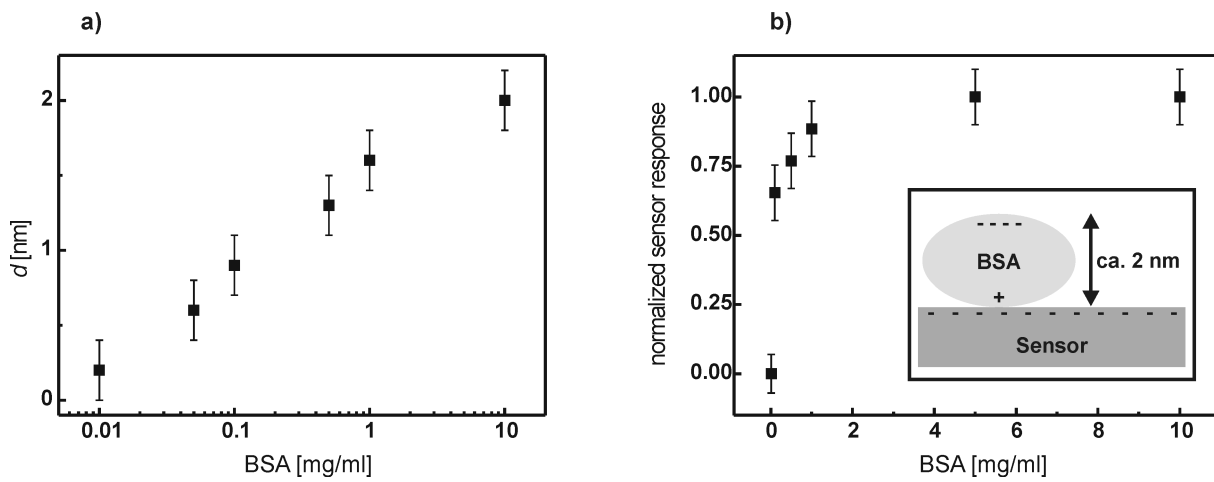 a)
2
1
0
d [nm]
0.01 0.1 1 10
BSA [mg/ml]
b)
1.00
0.75
0.50
0.25
0.00
normalized sensor response
0 2 4 6 8 10
BSA [mg/ml]
- - - -
BSA
+
ca. 2 nm
- - - - - - - - - -
Sensor